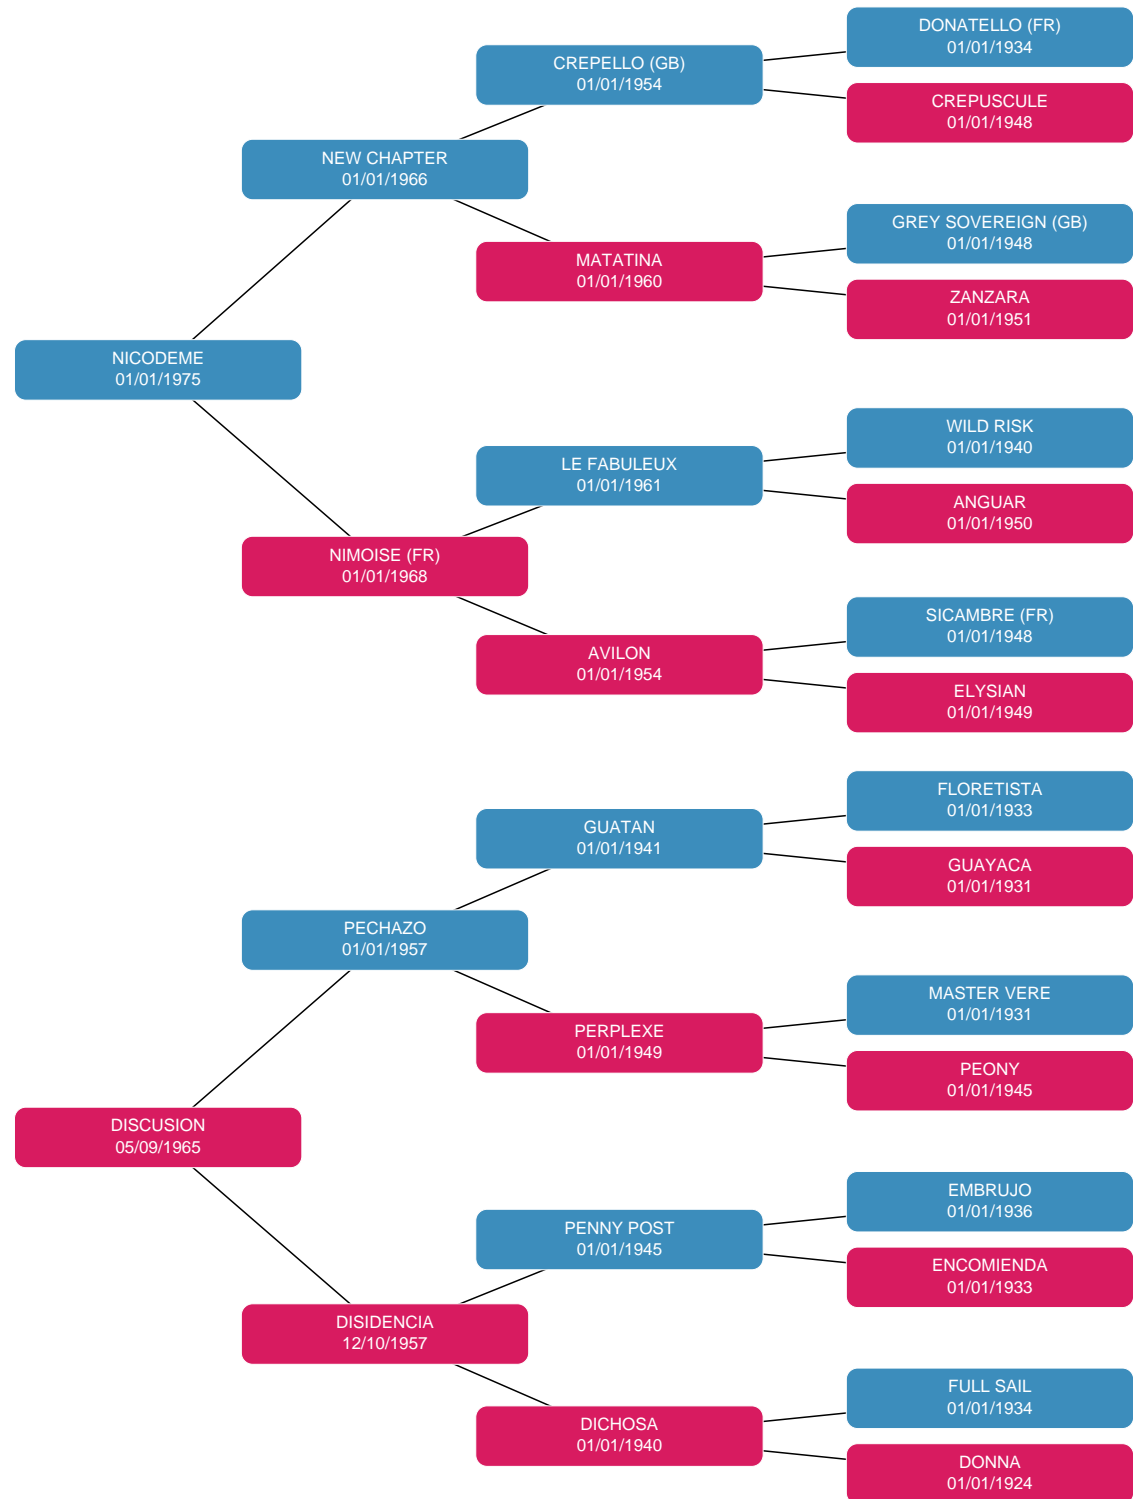 DONATELLO (FR)
01/01/1934
CREPELLO (GB)
01/01/1954
CREPUSCULE
01/01/1948
NEW CHAPTER
01/01/1966
GREY SOVEREIGN (GB)
01/01/1948
MATATINA
01/01/1960
ZANZARA
01/01/1951
NICODEME
01/01/1975
WILD RISK
01/01/1940
LE FABULEUX
01/01/1961
ANGUAR
01/01/1950
NIMOISE (FR)
01/01/1968
SICAMBRE (FR)
01/01/1948
AVILON
01/01/1954
ELYSIAN
01/01/1949
FLORETISTA
01/01/1933
GUATAN
01/01/1941
GUAYACA
01/01/1931
PECHAZO
01/01/1957
MASTER VERE
01/01/1931
PERPLEXE
01/01/1949
PEONY
01/01/1945
DISCUSION
05/09/1965
EMBRUJO
01/01/1936
PENNY POST
01/01/1945
ENCOMIENDA
01/01/1933
DISIDENCIA
12/10/1957
FULL SAIL
01/01/1934
DICHOSA
01/01/1940
DONNA
01/01/1924